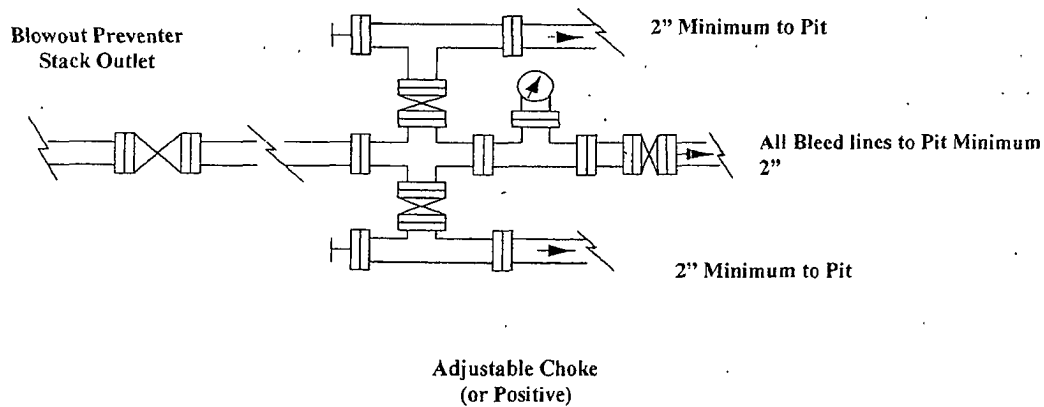 Blowout Preventer
Stack Outlet
2” Minimum to Pit
All Bleed lines to Pit Minimum
2”
2” Minimum to Pit
Adjustable Choke
(or Positive)